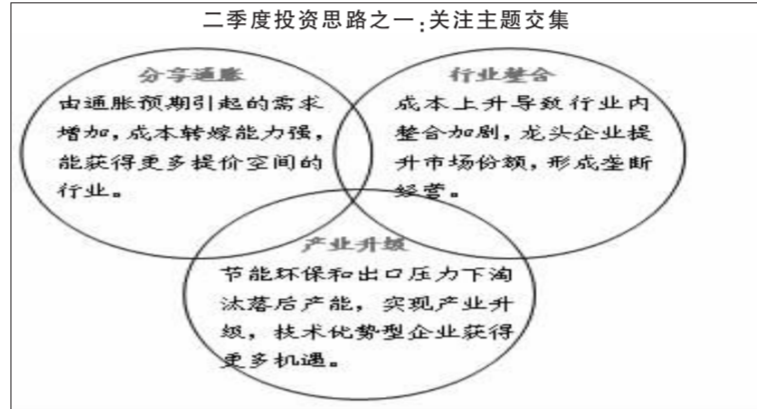 二季度投资思路之一:关注主题交集
分享通胀
由通胀预期引起的需求
增加，成本转嫁能力强，
能获得更多提价空间的
行业。
行业整合
成本上升导致行业内
整合加剧，龙头企业提
升市场份额，形成垄断
经营。
产业升级
节能环保和出口压力下淘
汰落后产能，实现产业升
级，技术优势型企业获得
更多机遇。